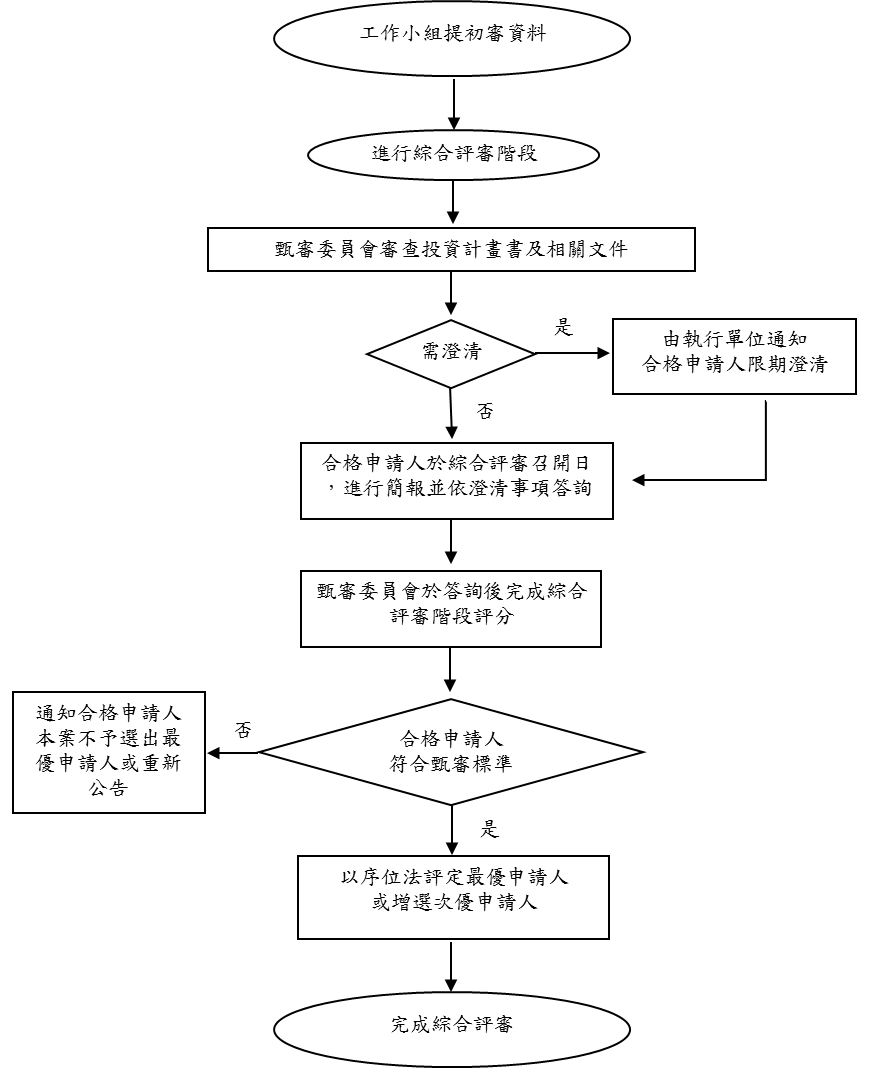 工作小組提初審資料
進行綜合評審階段
甄審委員會審查投資計畫書及相關文件
需澄清
是
由執行單位通知
合格申請人限期澄清
否
合格申請人於綜合評審召開日
，進行簡報並依澄清事項答詢
甄審委員會於答詢後完成綜合
評審階段評分
合格申請人
符合甄審標準
否
通知合格申請人
本案不予選出最
優申請人或重新
公告
是
以序位法評定最優申請人
或增選次優申請人
完成綜合評審